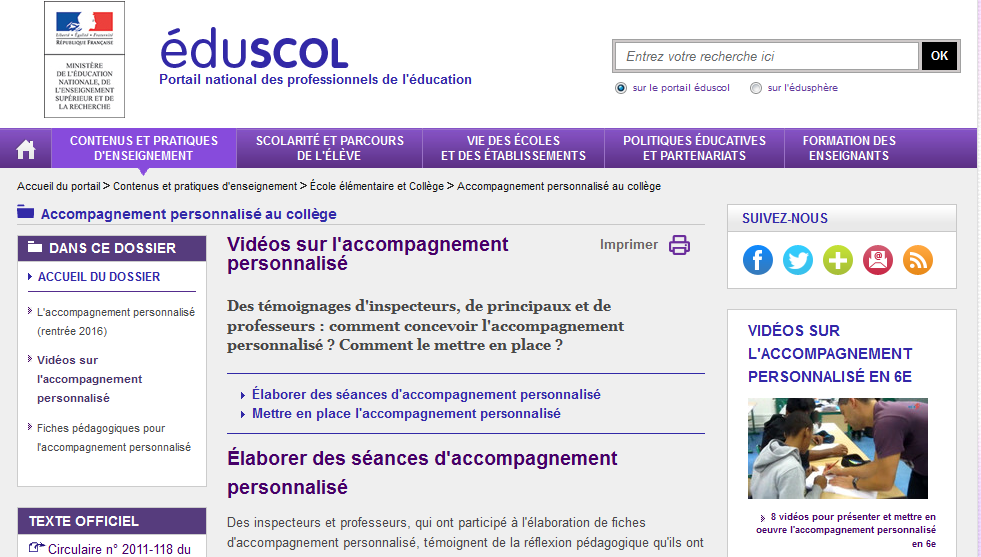 Liberté • Égalité • Fraternité
RÉPUBLIQUE FRANÇAISE
MINISTÈRE
DE L'ÉDUCATION
NATIONALE, DE
L'ENSEIGNEMENT
SUPÉRIEUR ET DE
LA RECHERCHE
éduSCOL
Portail national des professionnels de l'éducation
Entrez votre recherche ici
OK
sur le portail éduscol
sur l'édusphère
CONTENUS ET PRATIQUES
D'ENSEIGNEMENT
SCOLARITÉ ET PARCOURS
DE L'ÉLÈVE
VIE DES ÉCOLES
ET DES ÉTABLISSEMENTS
POLITIQUES ÉDUCATIVES
ET PARTENARIATS
FORMATION DES
ENSEIGNANTS
Accueil du portail > Contenus et pratiques d'enseignement > École élémentaire et Collège > Accompagnement personnalisé au collège
Accompagnement personnalisé au collège
DANS CE DOSSIER
ACCUEIL DU DOSSIER
L'accompagnement personnalisé
(rentrée 2016)
Vidéos sur
l'accompagnement
personnalisé
Fiches pédagogiques pour
l'accompagnement personnalisé
TEXTE OFFICIEL
Circulaire n° 2011-118 du
Vidéos sur l'accompagnement
personnalisé
Imprimer
Des témoignages d'inspecteurs, de principaux et de
professeurs : comment concevoir l'accompagnement
personnalisé ? Comment le mettre en place ?
Élaborer des séances d'accompagnement personnalisé
Mettre en place l'accompagnement personnalisé
Élaborer des séances d'accompagnement
personnalisé
Des inspecteurs et professeurs, qui ont participé à l'élaboration de fiches
d'accompagnement personnalisé, témoignent de la réflexion pédagogique qu'ils ont
SUIVEZ-NOUS
VIDÉOS SUR
L'ACCOMPAGNEMENT
PERSONNALISÉ EN 6E
8 vidéos pour présenter et mettre en
oeuvre l'accompagnement personnalisé
en 6e